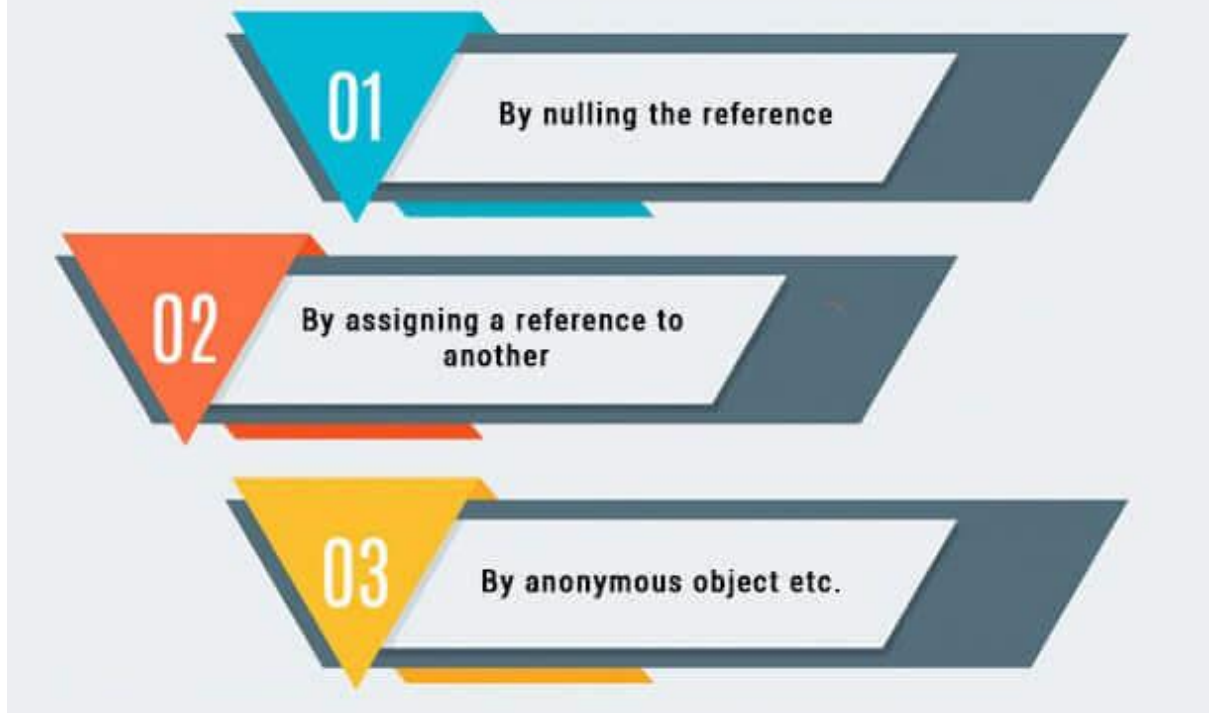 01
By nulling the reference
02
By assigning a reference to
another
03
By anonymous object etc.